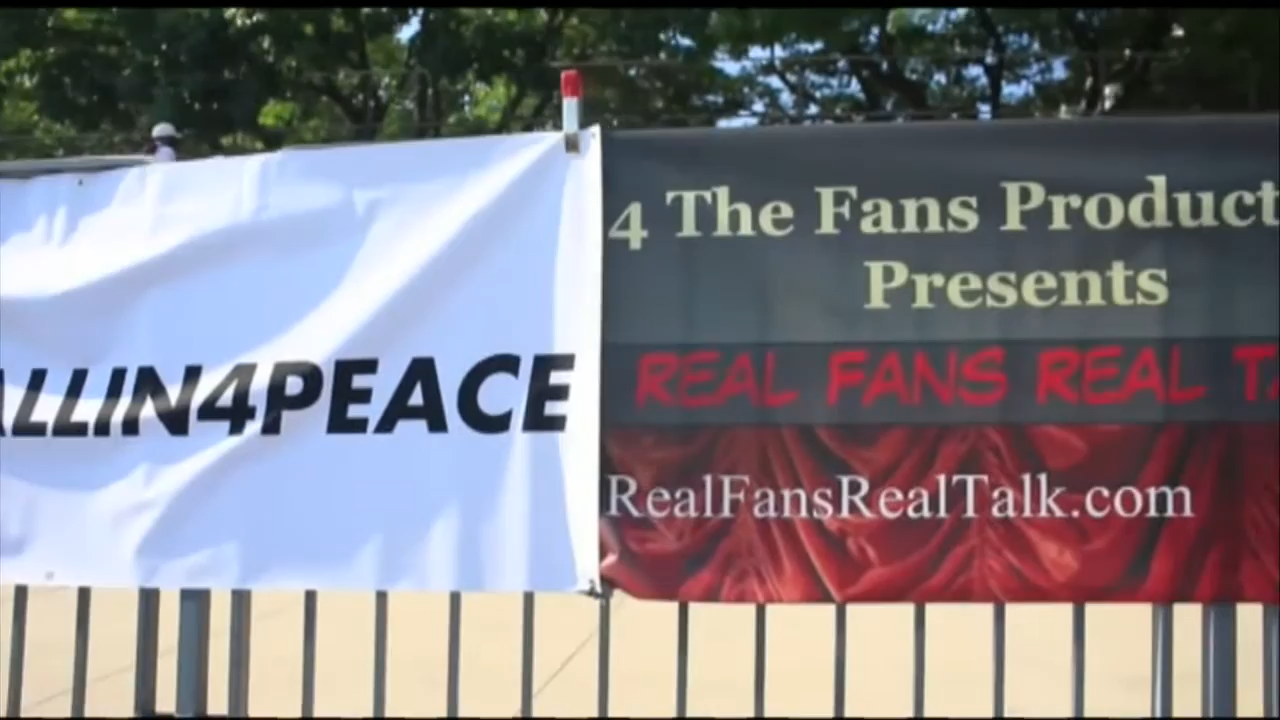 ALLIN4PEACE
4 The Fans Product
Presents
REAL FANS REAL
RealFansRealTalk.com